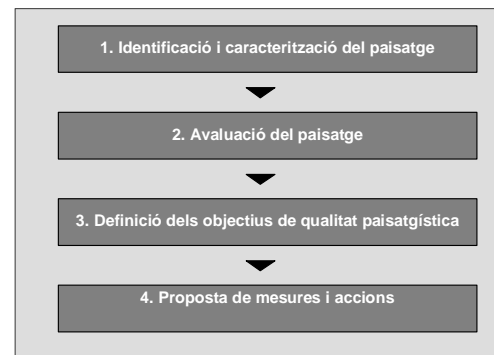 1. Identificació i caracterització del paisatge
2. Avaluació del paisatge
3. Definició dels objectius de qualitat paisatgística
4. Proposta de mesures i accions